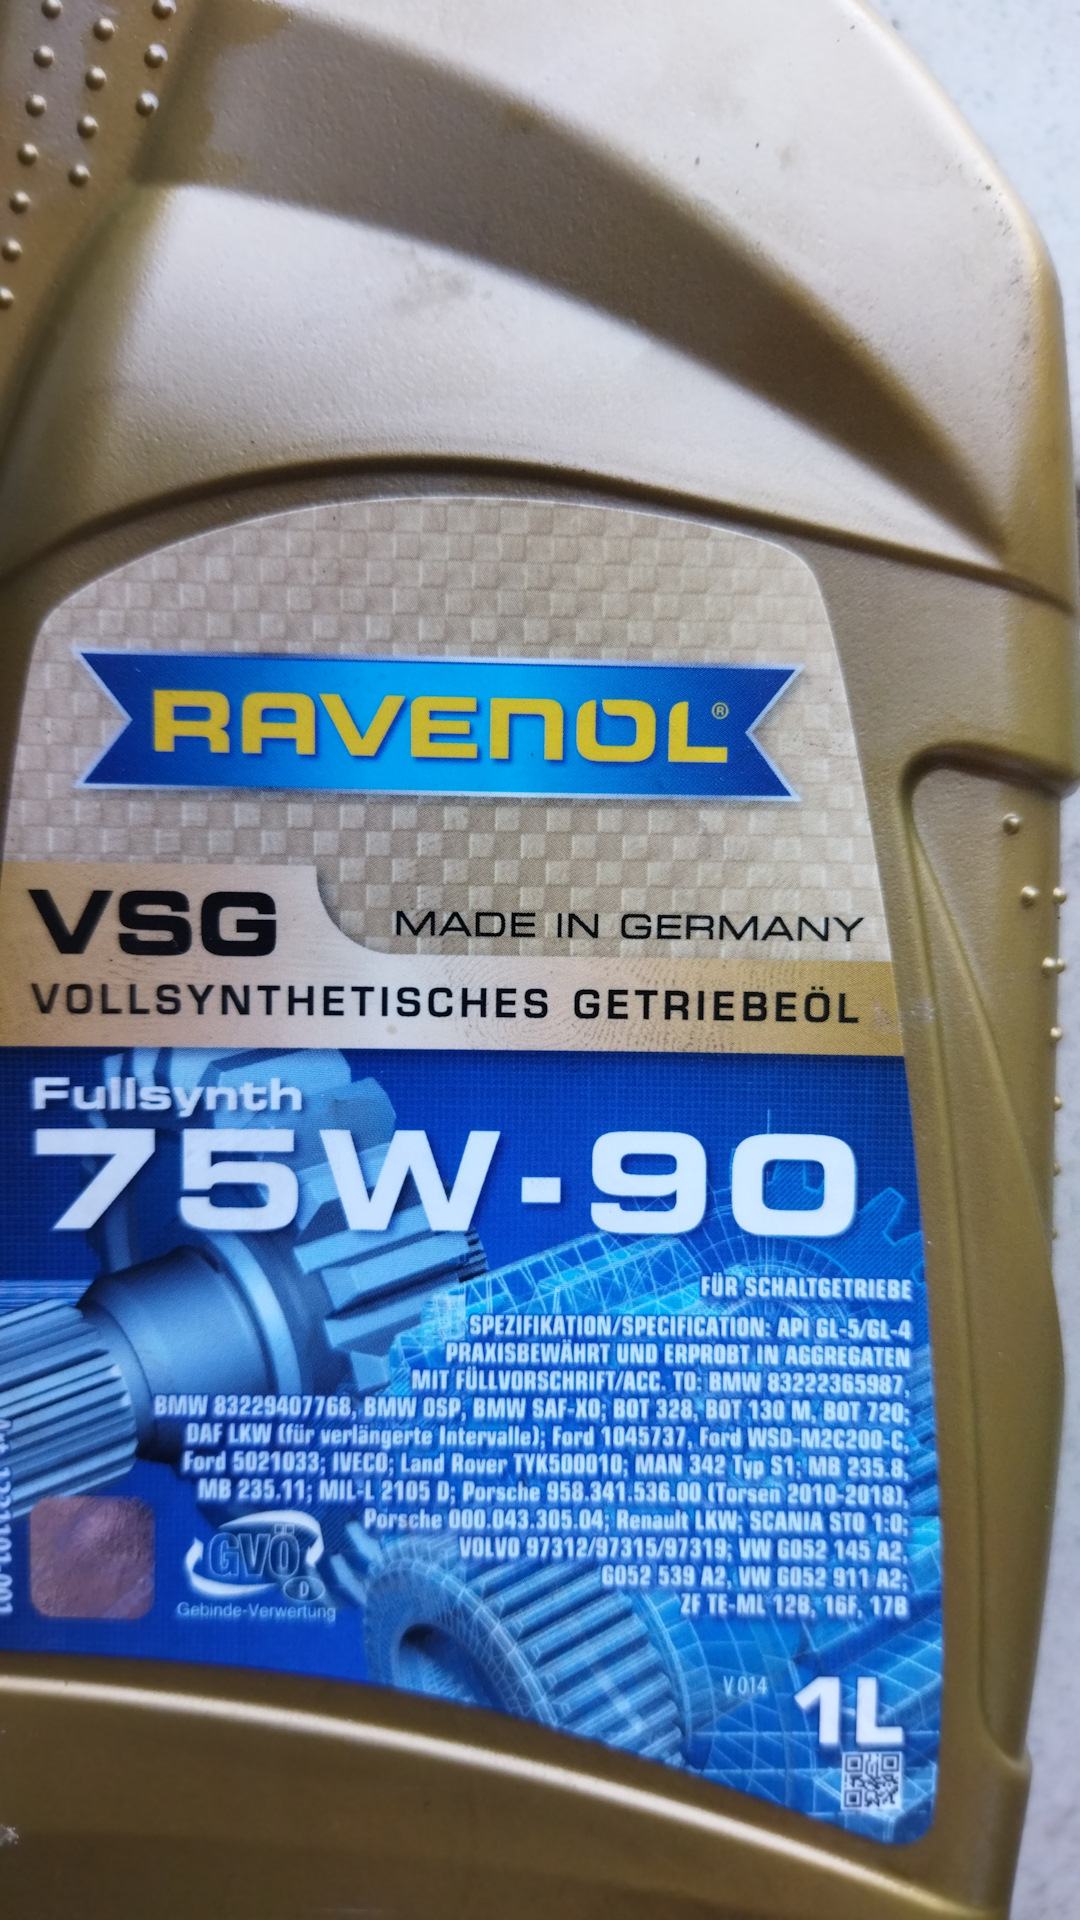 RAVENOL®
VSG
MADE IN GERMANY
VOLLSYNTHETISCHES GETRIEBEÖL
Fullsynth
75W-90
FÜR SCHALTGETRIEBE
SPEZIFIKATION/SPECIFICATION: API GL-5/GL-4
PRAXISBEWÄHRT UND ERPROBT IN AGGREGATEN
MIT FÜLLVORSCHRIFT/ACC. TO: BMW 83222365987,
BMW 83229407768, BMW OSP, BMW SAF-XO; BOT 328, BOT 130 M, BOT 720;
DAF LKW (für verlängerte Intervalle); Ford 1045737, Ford WSD-M2C200-C,
Ford 5021033; IVECO; Land Rover TYK500010; MAN 342 Typ S1; MB 235.8,
MB 235.11; MIL-L 2105 D; Porsche 958.341.536.00 (Torsen 2010-2018),
Porsche 000.043.305.04; Renault LKW; SCANIA STO 1:0;
VOLVO 97312/97315/97319; VW G052 145 A2,
G052 539 A2, VW G052 911 A2;
ZF TE-ML 12B, 16F, 17B
GVÖ
Gebinde-Verwertung
V 014
1L